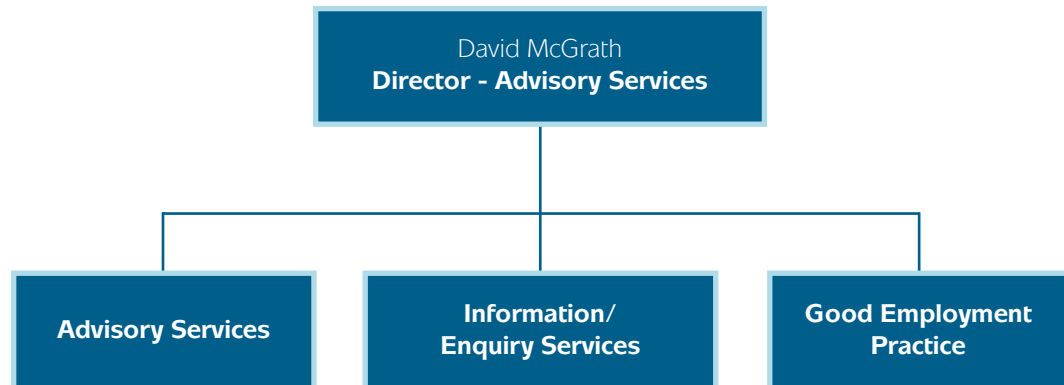 David McGrath
Director - Advisory Services
Advisory Services
Information/
Enquiry Services
Good Employment
Practice